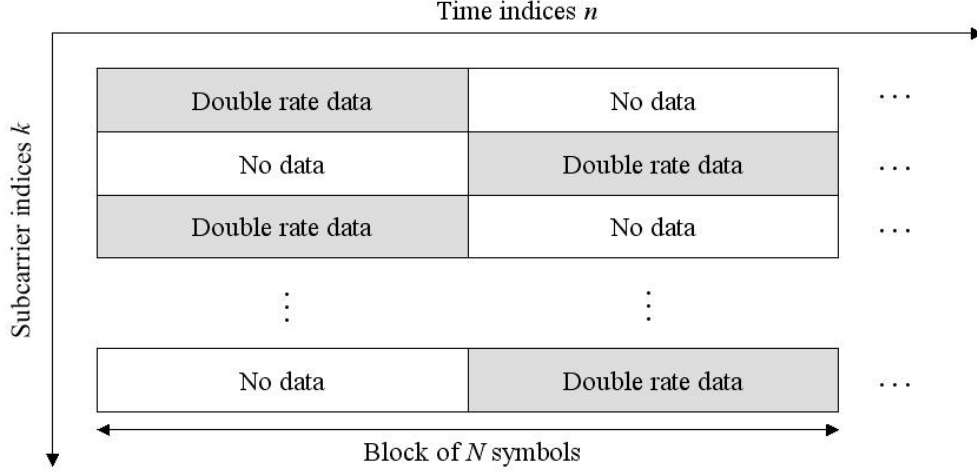 Time indices n
Subcarrier indices k
Double rate data No data ...
No data Double rate data ...
Double rate data No data ...
⋮ ⋮
No data Double rate data ...
Block of N symbols